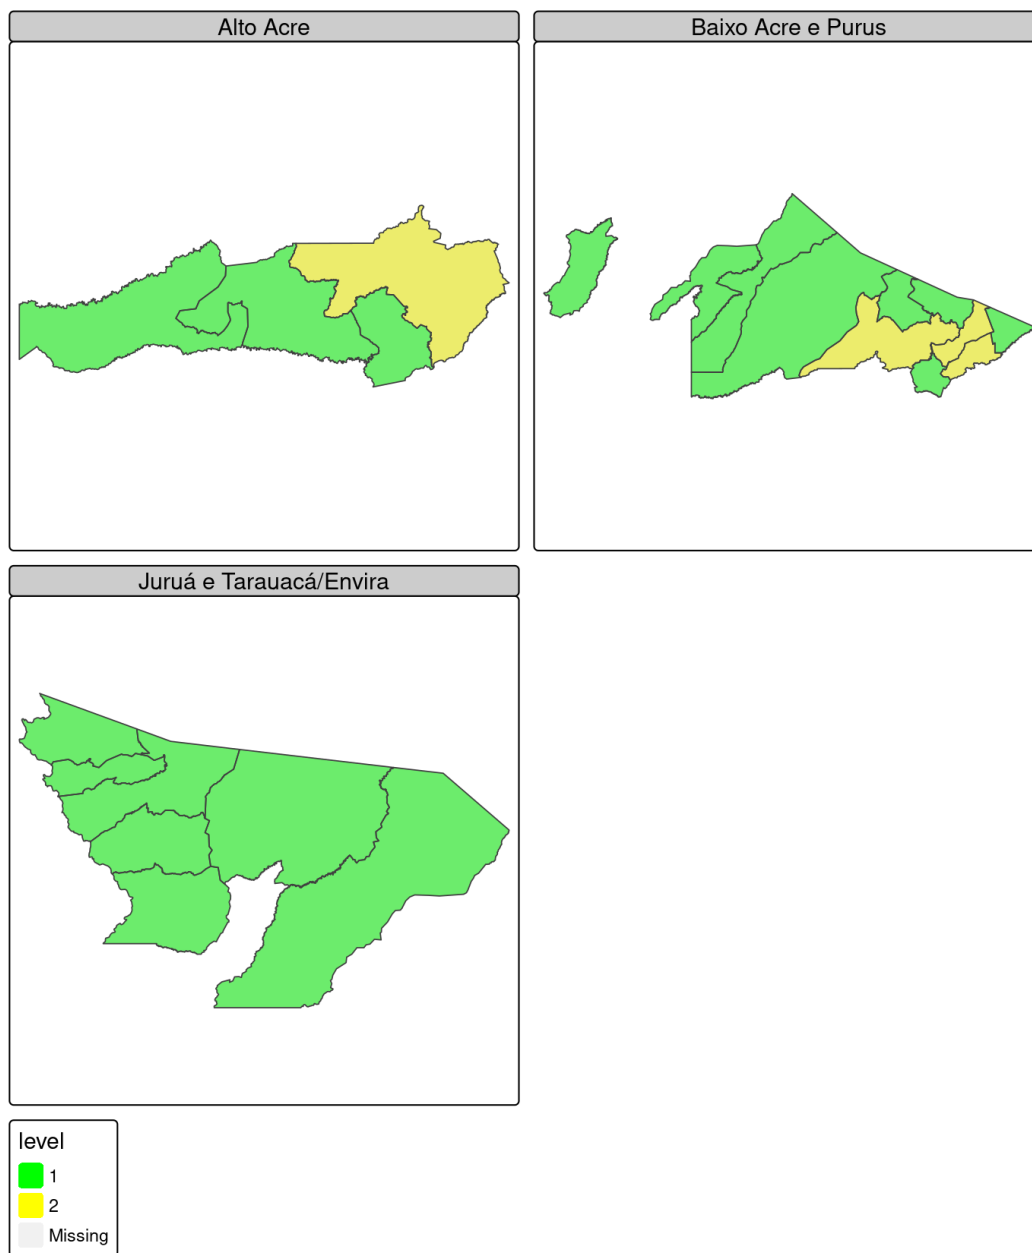 Alto Acre
Baixo Acre e Purus
Juruá e Tarauacá/Envira
level
1
2
Missing